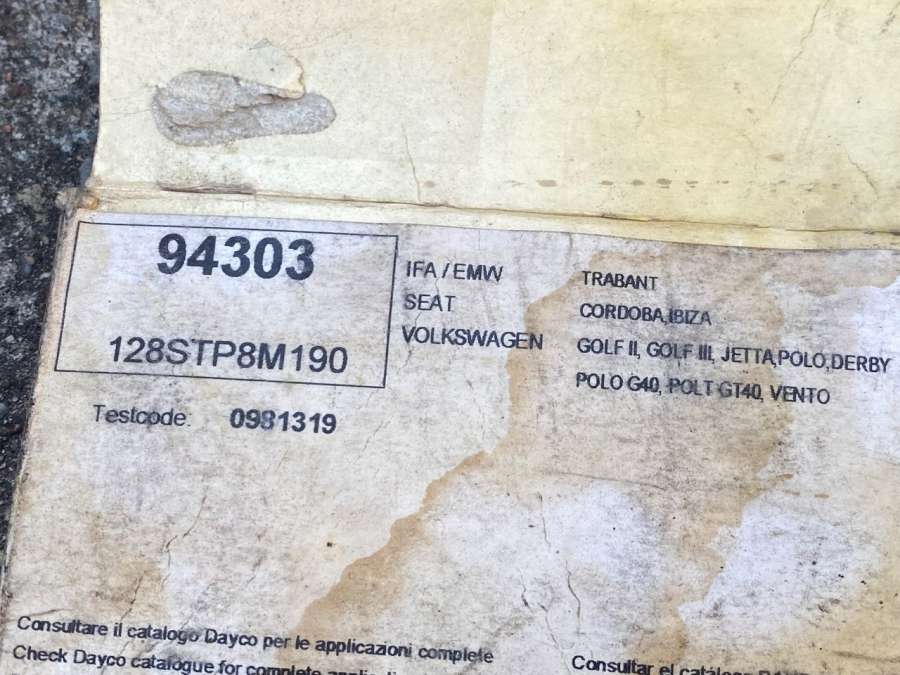 94303
128STP8M190
Testcode: 0981319
IFA / EMW TRABANT
SEAT CORDOBA,IBIZA
VOLKSWAGEN GOLF II, GOLF III, JETTA,POLO,DERBY
POLO G40, POLT GT40, VENTO
Consultare il catalogo Dayco per le applicazioni complete
Check Dayco catalogue for complete
Consultar el catálogo